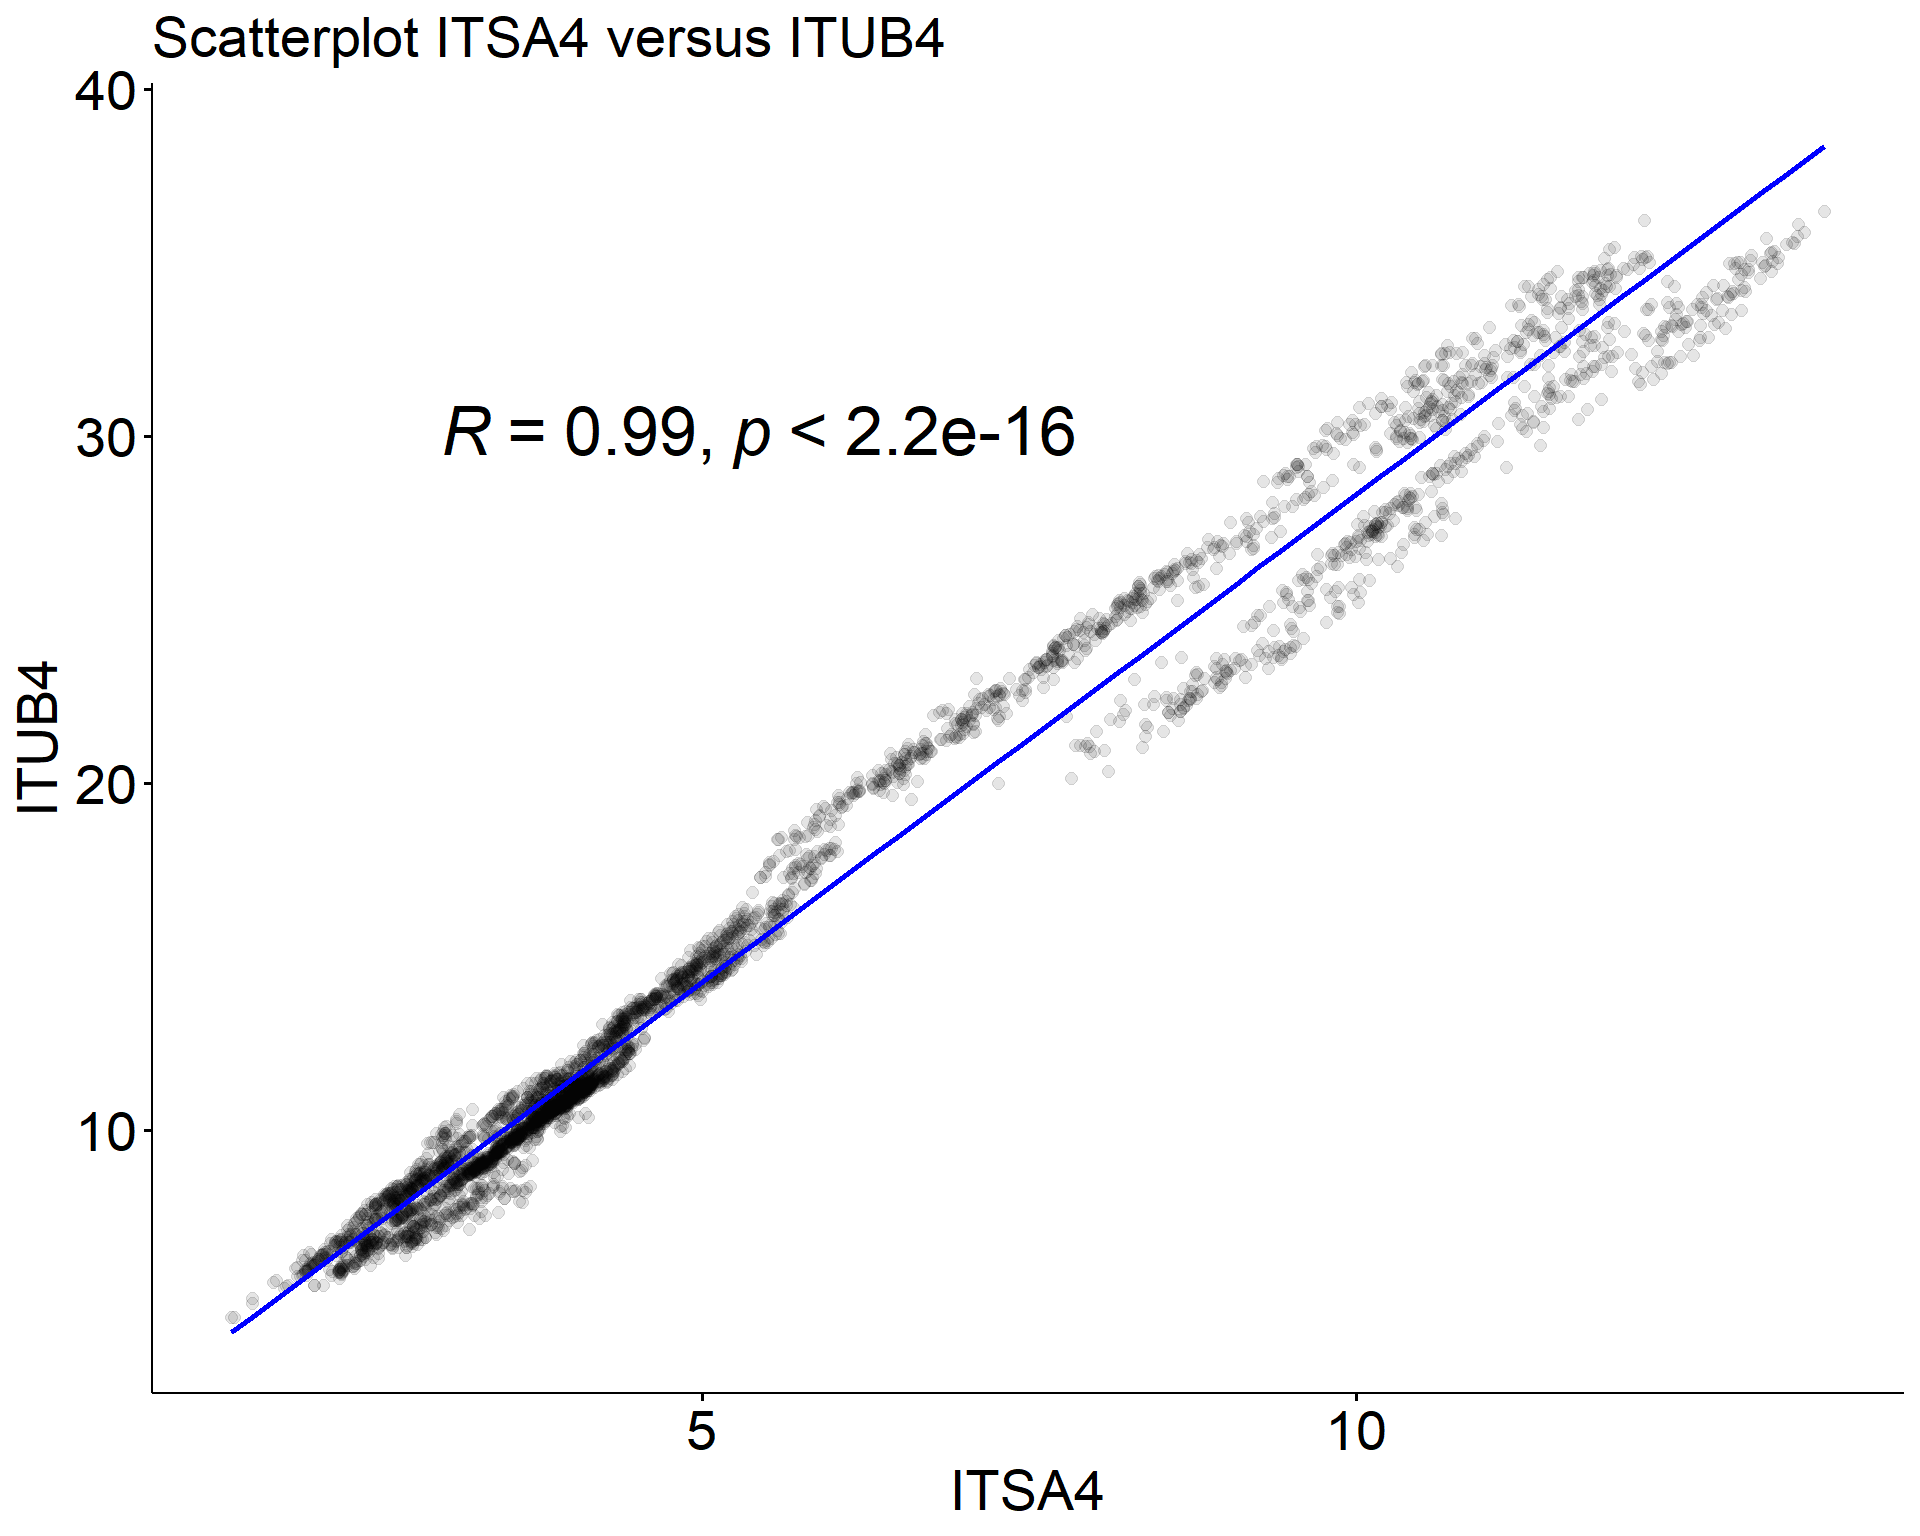 Scatterplot ITSA4 versus ITUB4
40
30
20
10
R = 0.99, p < 2.2e-16
ITUB4
5 10
ITSA4